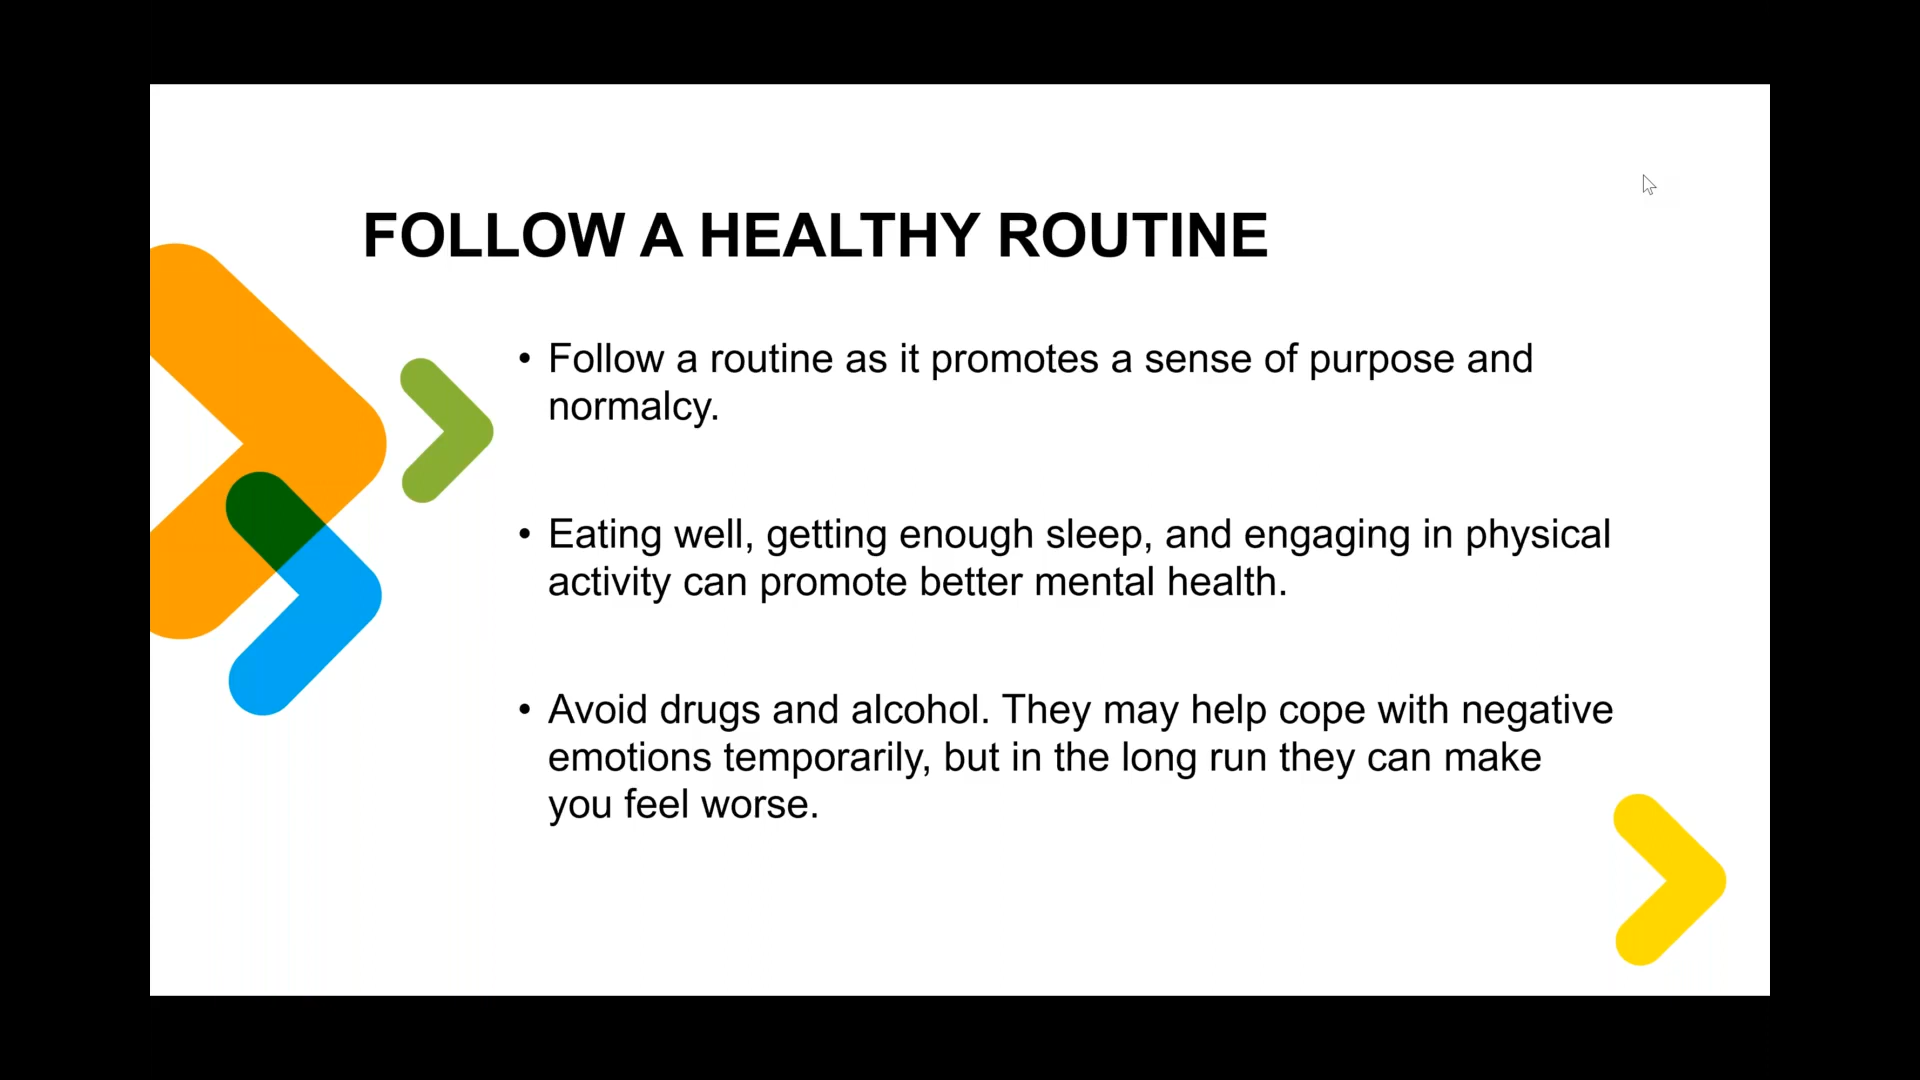 FOLLOW A HEALTHY ROUTINE
• Follow a routine as it promotes a sense of purpose and
normalcy.
• Eating well, getting enough sleep, and engaging in physical
activity can promote better mental health.
• Avoid drugs and alcohol. They may help cope with negative
emotions temporarily, but in the long run they can make
you feel worse.